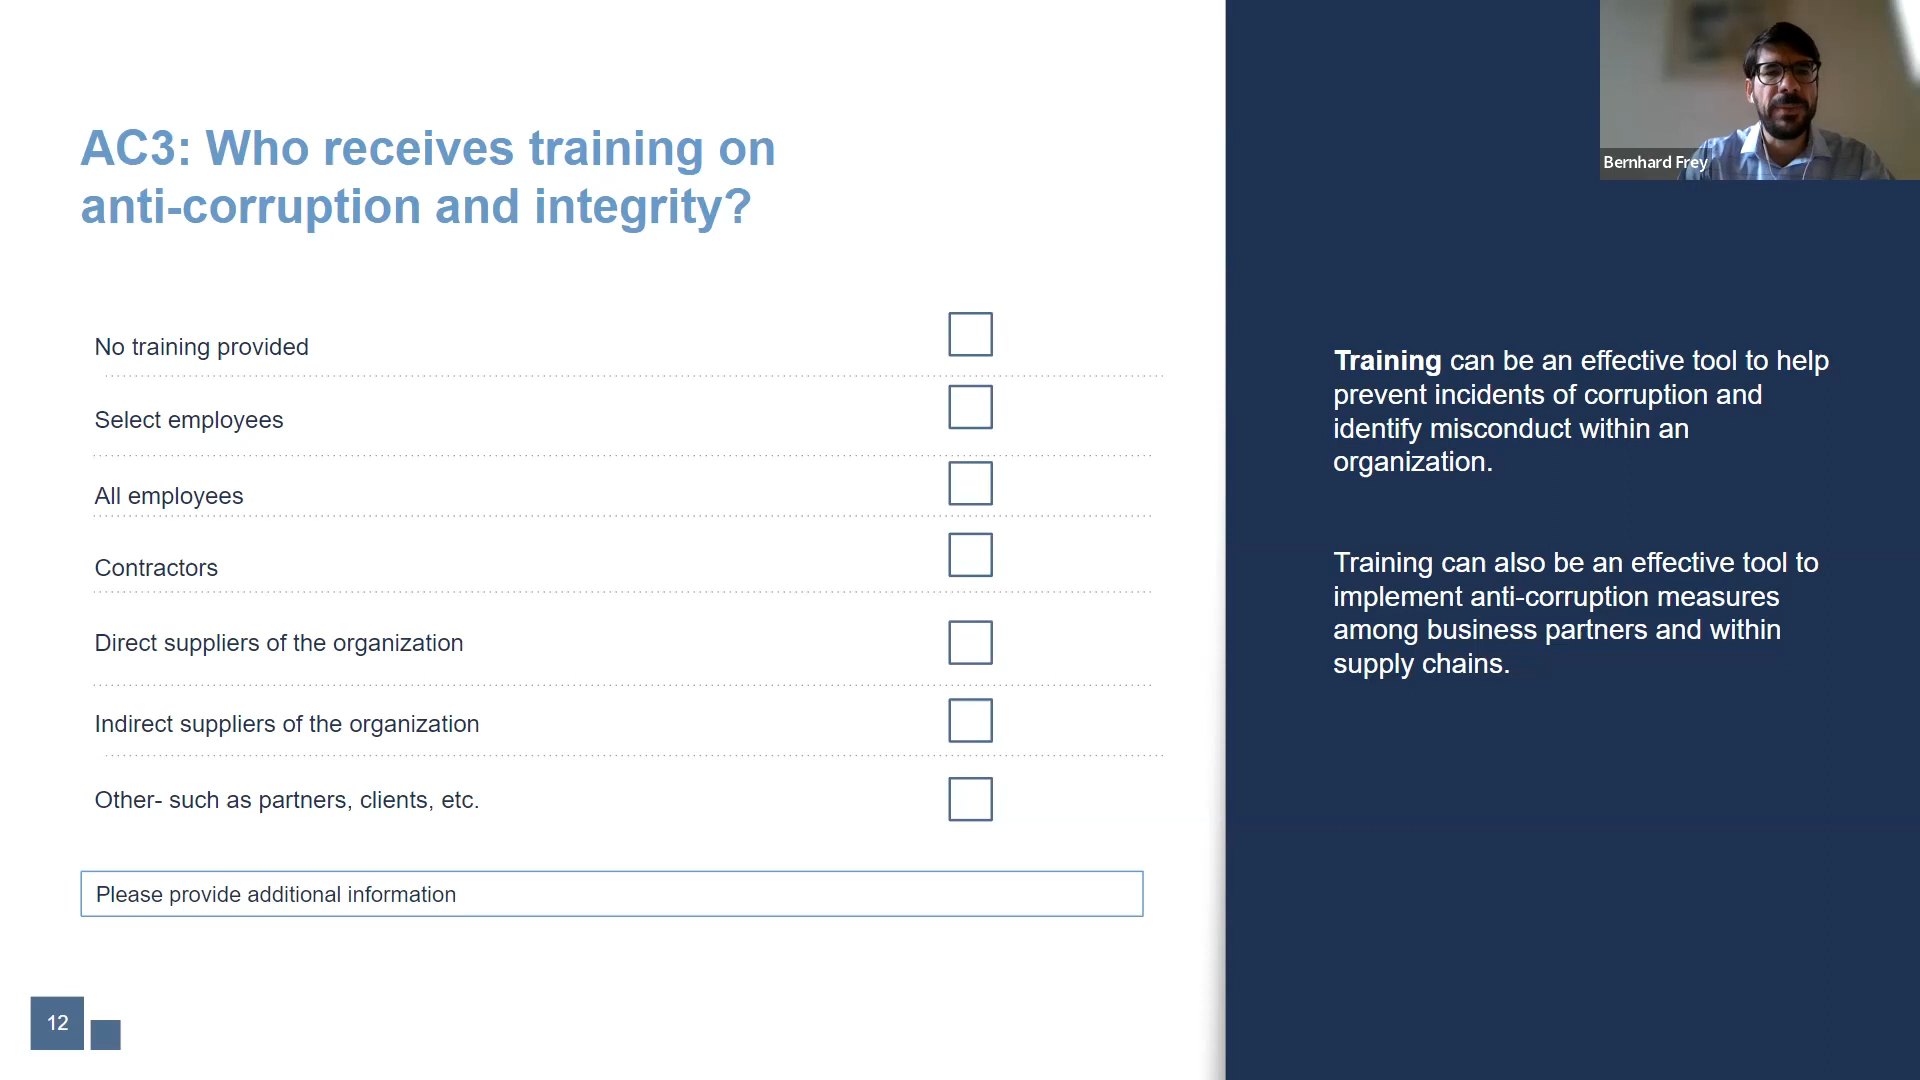 AC3: Who receives training on
anti-corruption and integrity?
No training provided
Select employees
All employees
Contractors
Direct suppliers of the organization
Indirect suppliers of the organization
Other- such as partners, clients, etc.
Please provide additional information
12
Bernhard Frey
Training can be an effective tool to help
prevent incidents of corruption and
identify misconduct within an
organization.
Training can also be an effective tool to
implement anti-corruption measures
among business partners and within
supply chains.